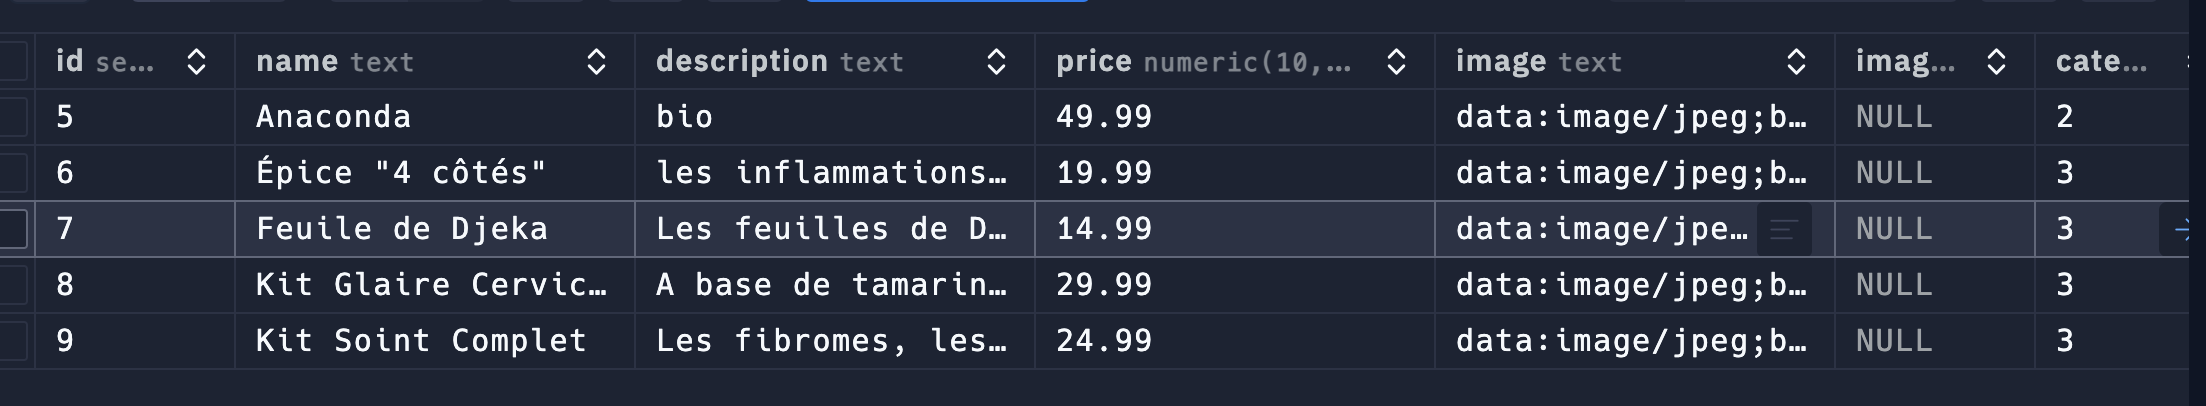 id se... name text description text price numeric(10,... image text imag... cate...
5 Anaconda bio 49.99 data:image/jpeg;b... NULL 2
6 Épice "4 côtés" les inflammations... 19.99 data:image/jpeg;b... NULL 3
7 Feuile de Djeka Les feuilles de D... 14.99 data:image/jpe... NULL 3
8 Kit Glaire Cervic... A base de tamarin... 29.99 data:image/jpeg;b... NULL 3
9 Kit Soint Complet Les fibromes, les... 24.99 data:image/jpeg;b... NULL 3